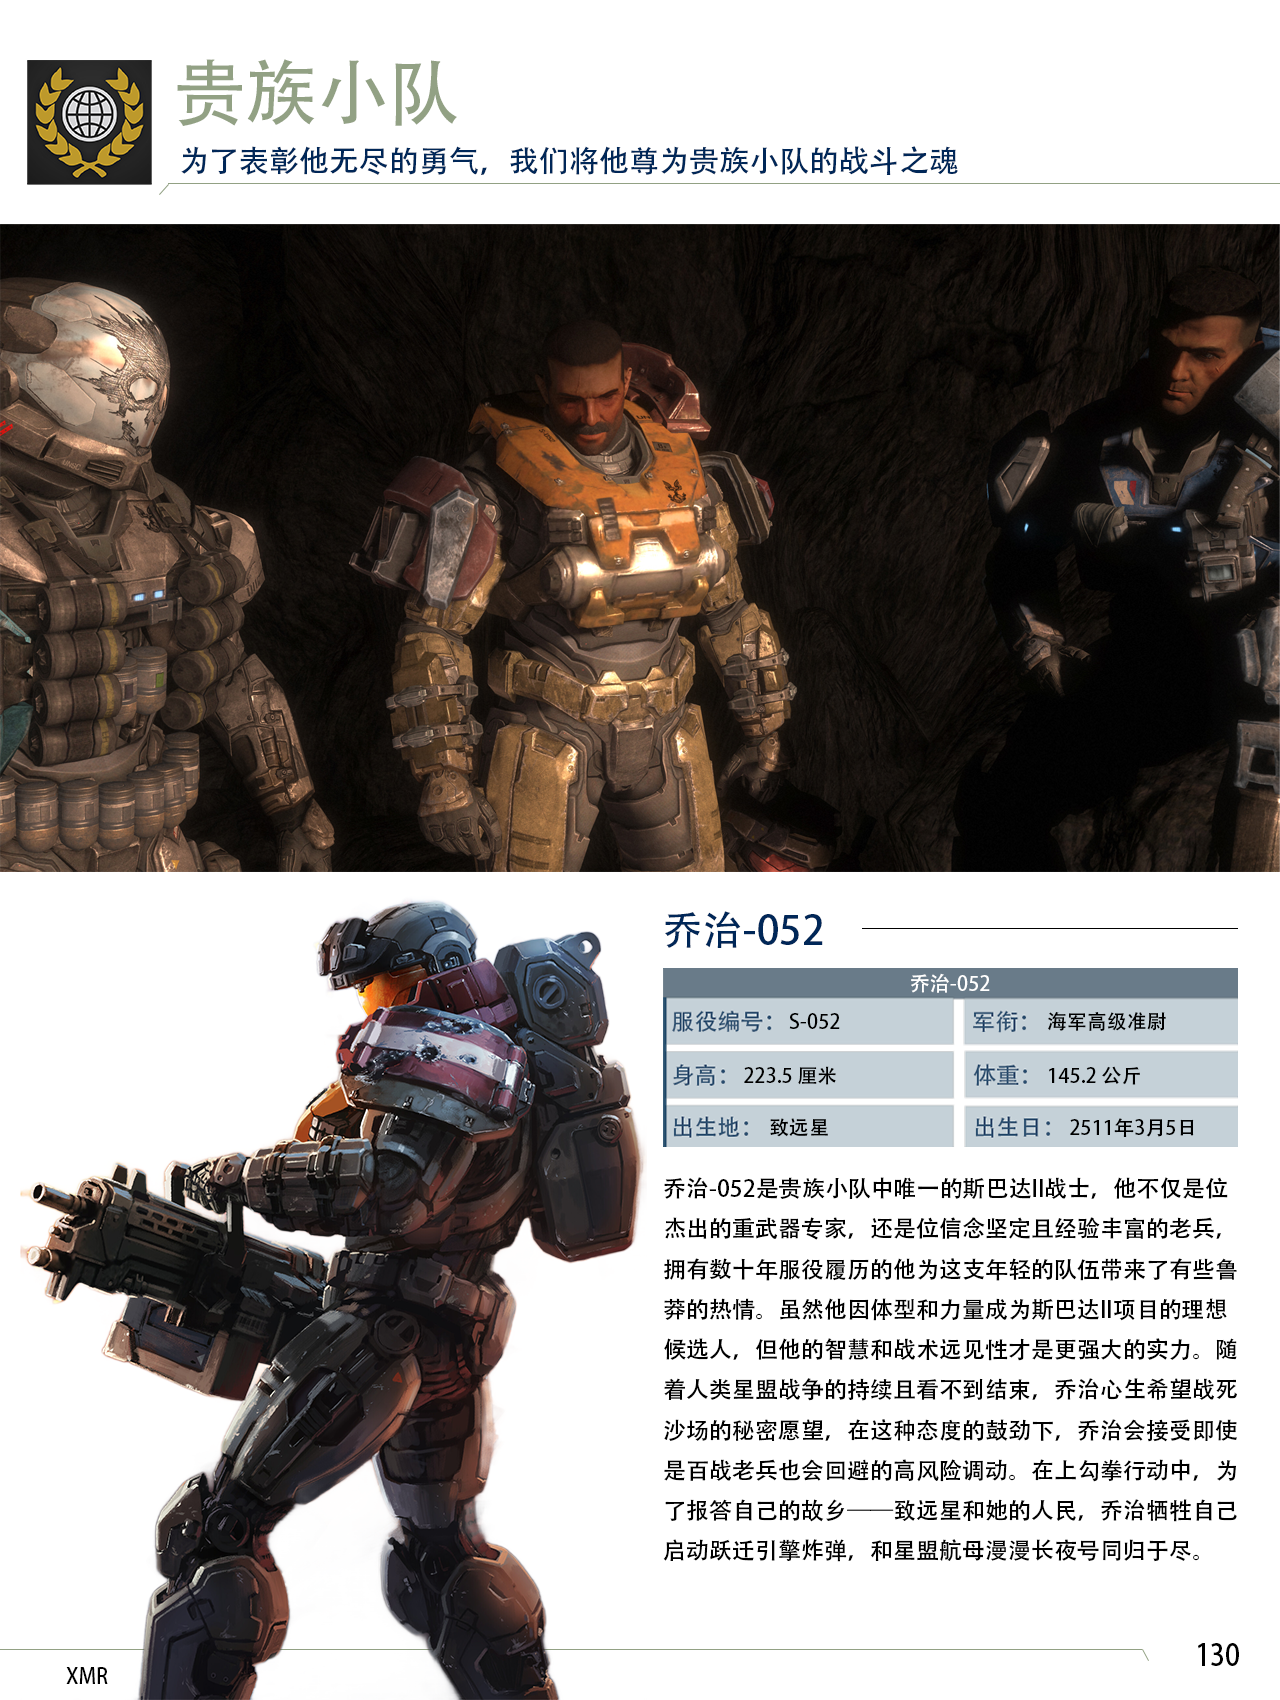 贵族小队
为了表彰他无尽的勇气，我们将他尊为贵族小队的战斗之魂
UNSC
乔治-052
乔治-052
服役编号： S-052
军衔： 海军高级准尉
身高： 223.5 厘米
体重： 145.2 公斤
出生地： 致远星
出生日： 2511年3月5日
乔治-052是贵族小队中唯一的斯巴达II战士，他不仅是位
杰出的重武器专家，还是位信念坚定且经验丰富的老兵，
拥有数十年服役履历的他为这支年轻的队伍带来了有些鲁
莽的热情。虽然他因体型和力量成为斯巴达II项目的理想
候选人，但他的智慧和战术远见性才是更强大的实力。随
着人类星盟战争的持续且看不到结束，乔治心生希望战死
沙场的秘密愿望，在这种态度的鼓劲下，乔治会接受即使
是百战老兵也会回避的高风险调动。在上勾拳行动中，为
了报答自己的故乡——致远星和她的人民，乔治牺牲自己
启动跃迁引擎炸弹，和星盟航母漫漫长夜号同归于尽。
130
XMR